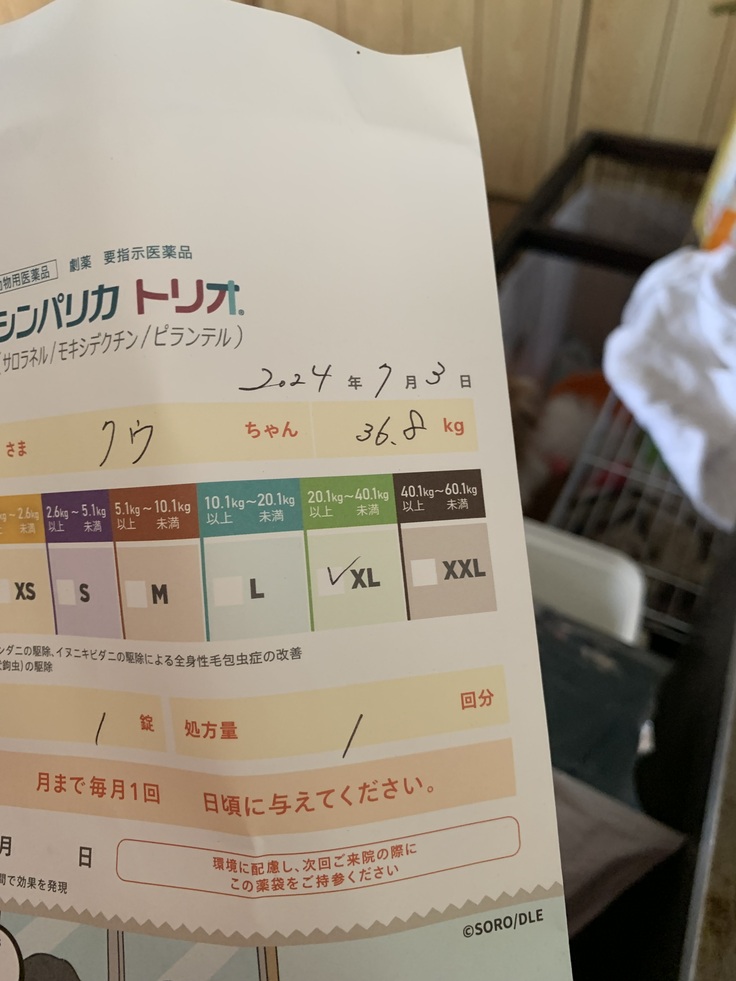 動物用医薬品 劇薬 要指示医薬品
シンパリカ トリオ®
(サロラネル/モキシデクチン/ピランテル)
2024 年 7 月 3 日
さま クウ ちゃん 36.8 kg
kg~2.6kg 2.6kg~5.1kg 5.1kg~10.1kg 10.1kg~20.1kg 20.1kg~40.1kg 40.1kg~60.1kg
未満 以上 未満 以上 未満 以上 未満 以上 未満 以上 未満
XS S M L ✓XL XXL
ンダニの駆除、イヌニキビダニの駆除による全身性毛包虫症の改善
鉤虫)の駆除
1 錠 処方量 1 回分
月まで毎月1回 日頃に与えてください。
月 日
環境に配慮し、次回ご来院の際に
この薬袋をご持参ください
間で効果を発現
©SORO/DLE